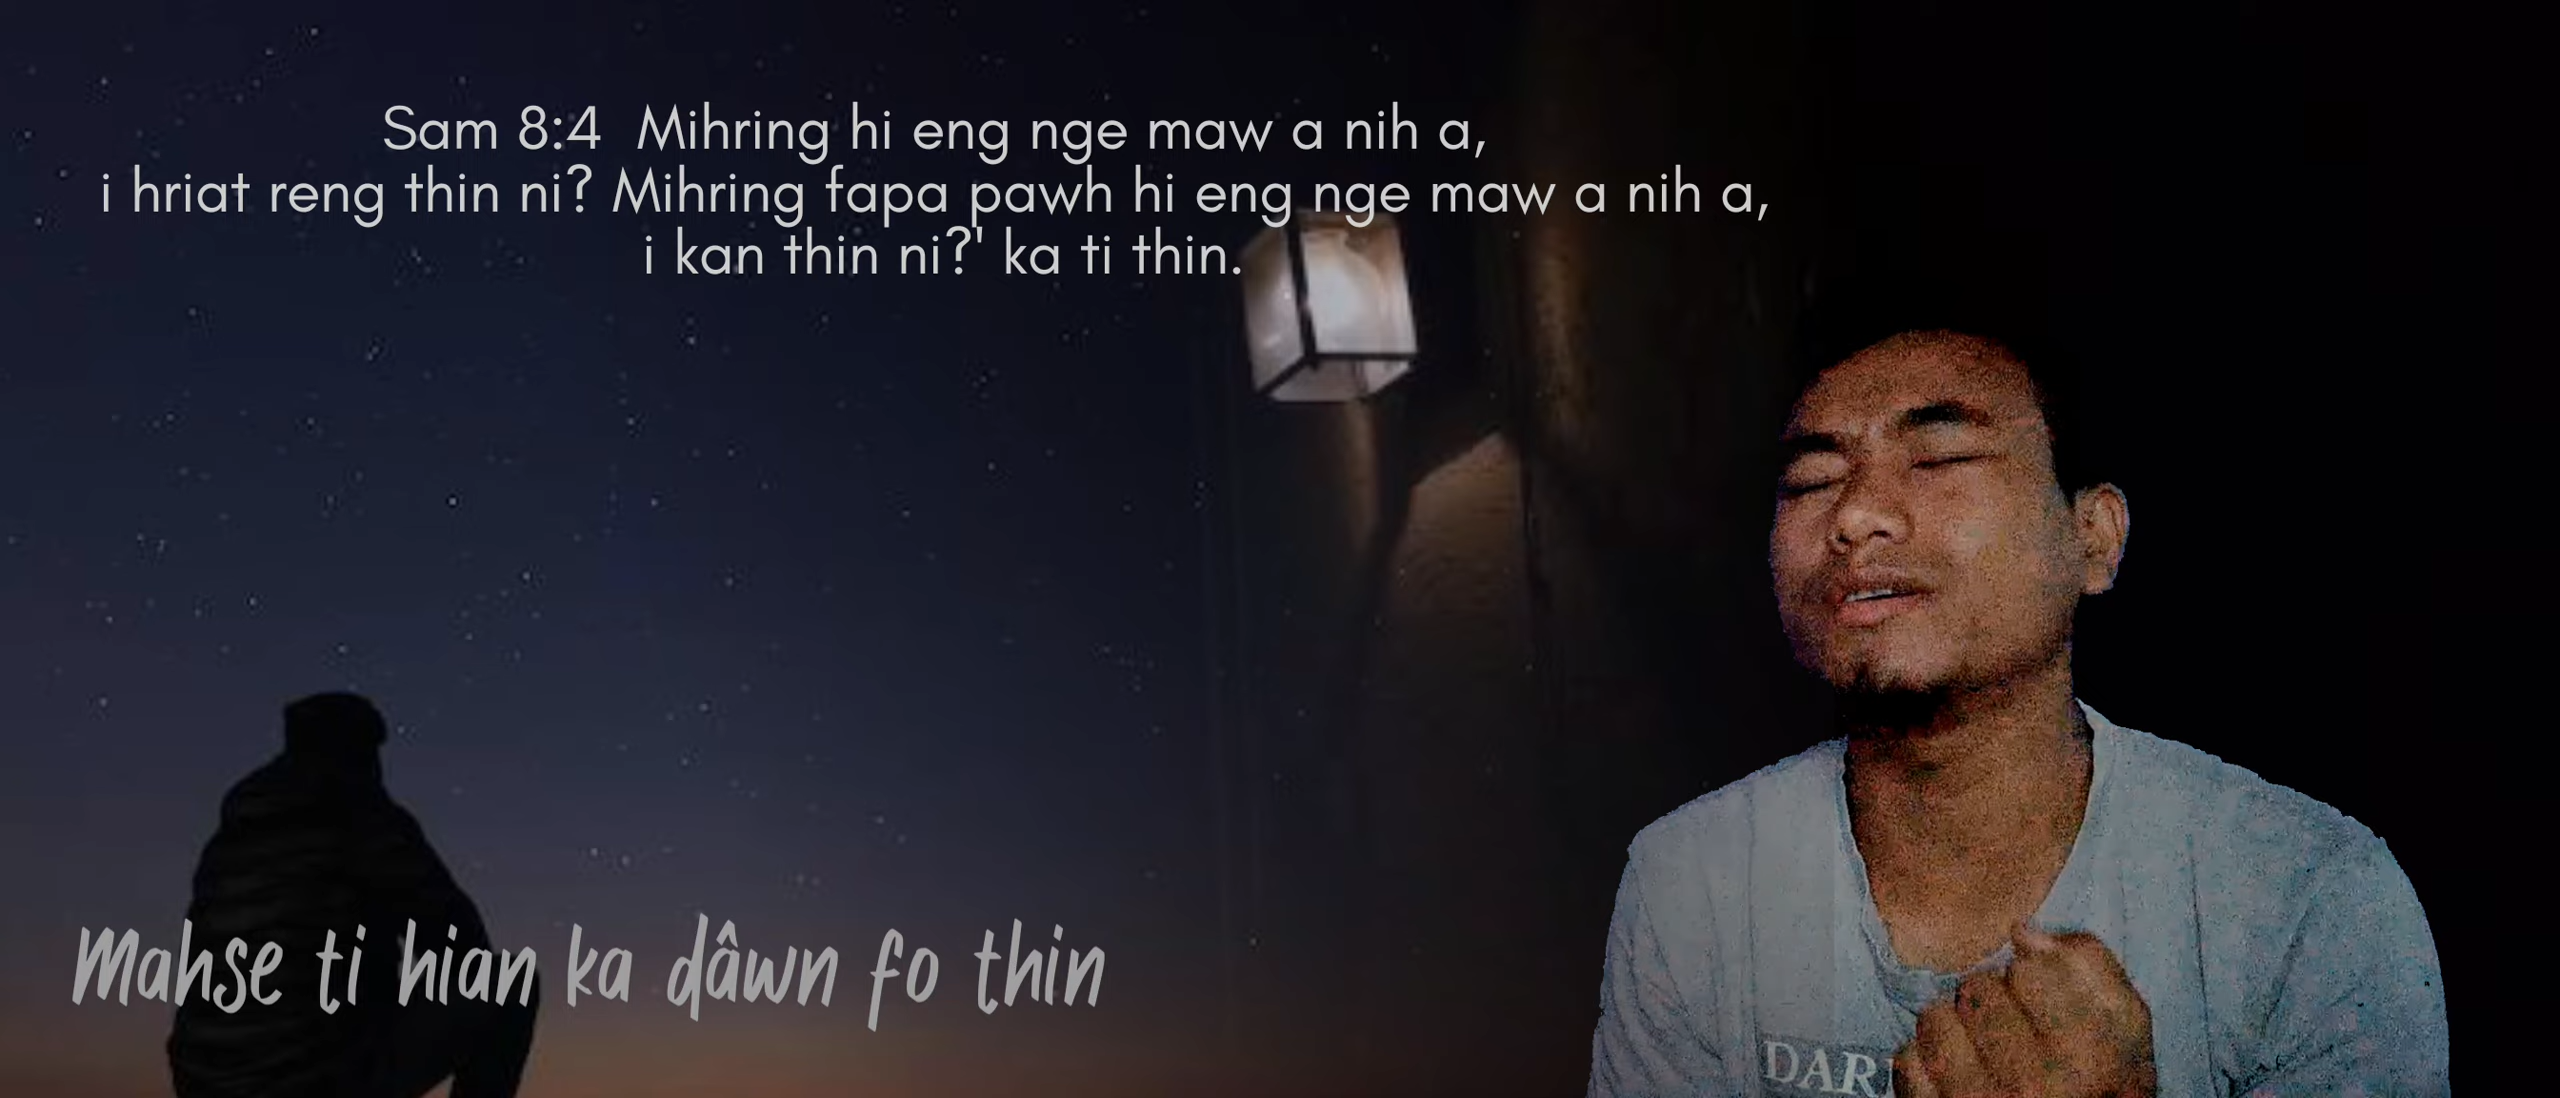 Sam 8:4  Mihring hi eng nge maw a nih a,
i hriat reng thin ni? Mihring fapa pawh hi eng nge maw a nih a,
i kan thin ni?' ka ti thin.
Mahse ti hian ka dâwn fo thin
DAR